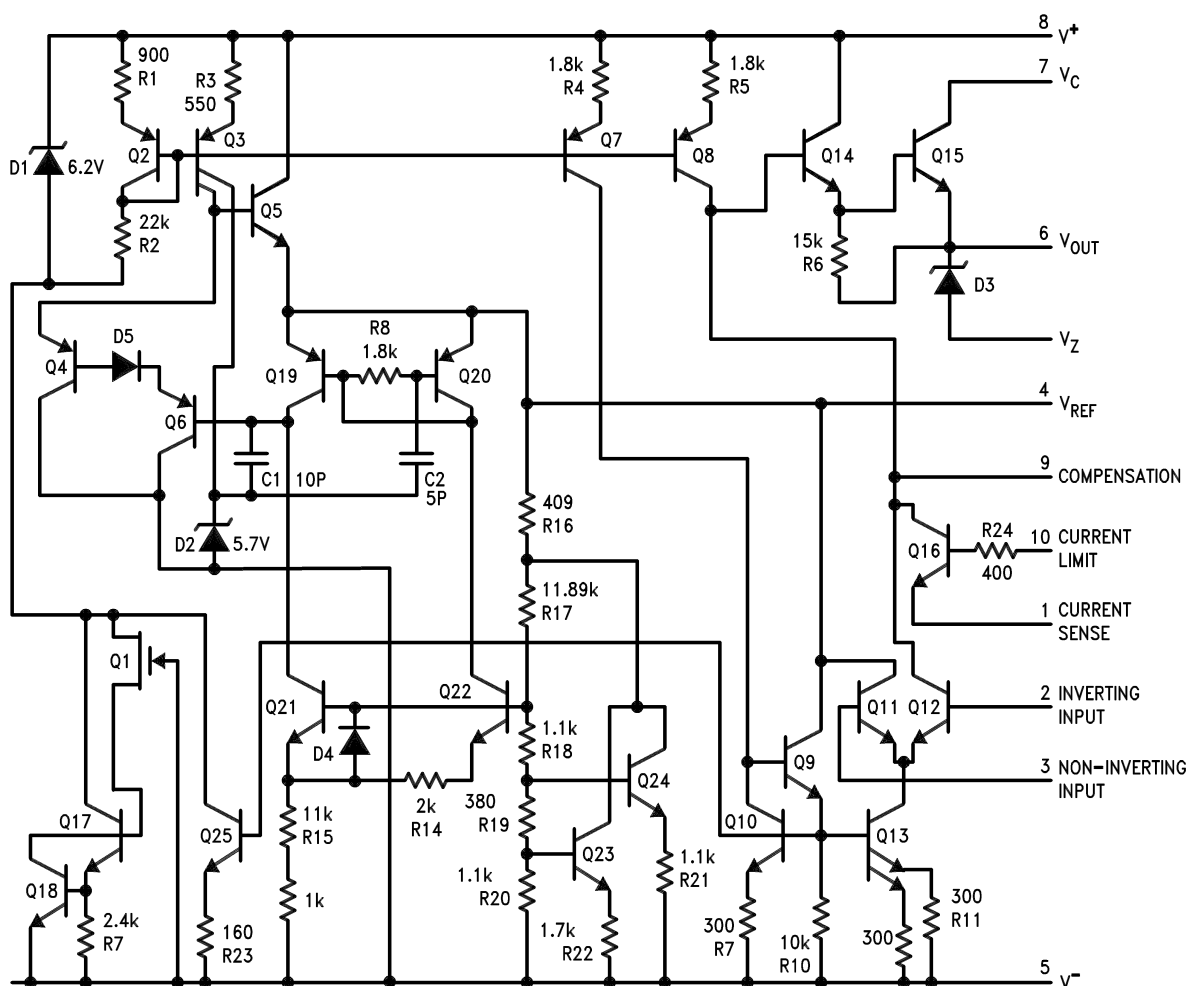 8 V+
7 VC
900
R1
R3
550
1.8k
R4
1.8k
R5
D1
6.2V
Q2
Q3
Q7
Q8
Q14
Q15
Q5
22k
R2
15k
R6
6 VOUT
D3
D5
R8
1.8k
VZ
Q4
Q19
Q20
Q6
4 VREF
C1
10P
C2
5P
9 COMPENSATION
409
R16
D2
5.7V
Q16
R24
400
10 CURRENT
LIMIT
11.89k
R17
1 CURRENT
SENSE
Q1
Q21
Q22
Q11
Q12
2 INVERTING
INPUT
D4
1.1k
R18
Q24
Q9
3 NON-INVERTING
INPUT
2k
R14
380
R19
Q17
Q25
11k
R15
Q10
Q13
Q23
Q18
1k
1.1k
R20
1.1k
R21
2.4k
R7
160
R23
1.7k
R22
300
R7
10k
R10
300
300
R11
5 V-